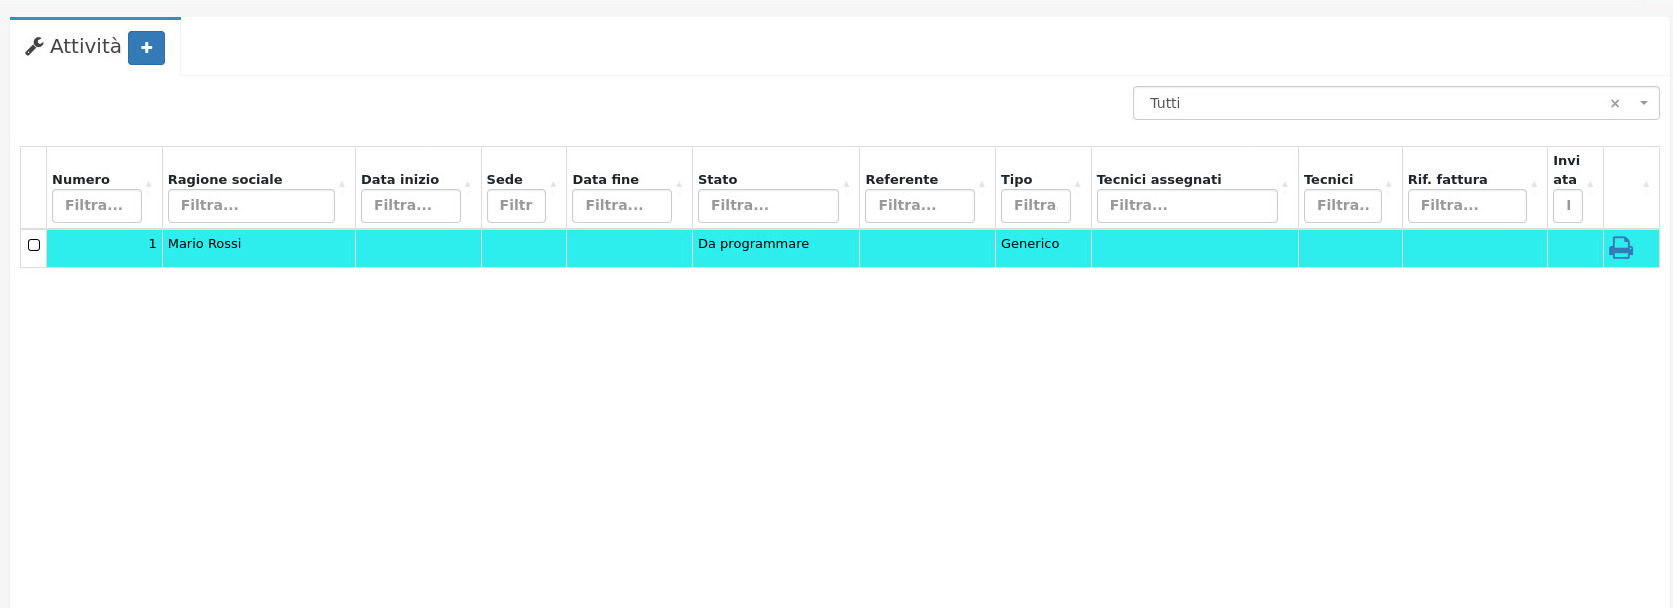 Attività +
Tutti × 
Numero Ragione sociale Data inizio Sede Data fine Stato Referente Tipo Tecnici assegnati Tecnici Rif. fattura Invi
ata
Filtra... Filtra... Filtra... Filtr Filtra... Filtra... Filtra... Filtra Filtra... Filtra.. Filtra... I
1 Mario Rossi Da programmare Generico